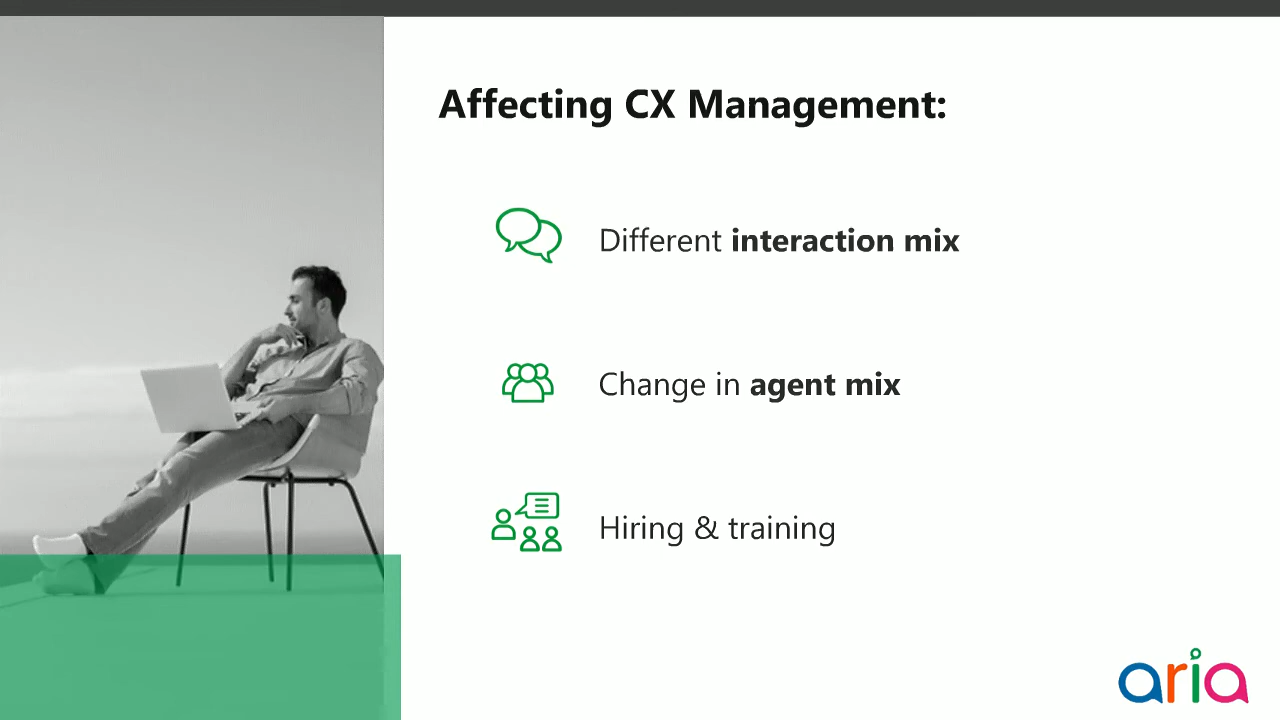 Affecting CX Management:
Different interaction mix
Change in agent mix
Hiring & training
aria